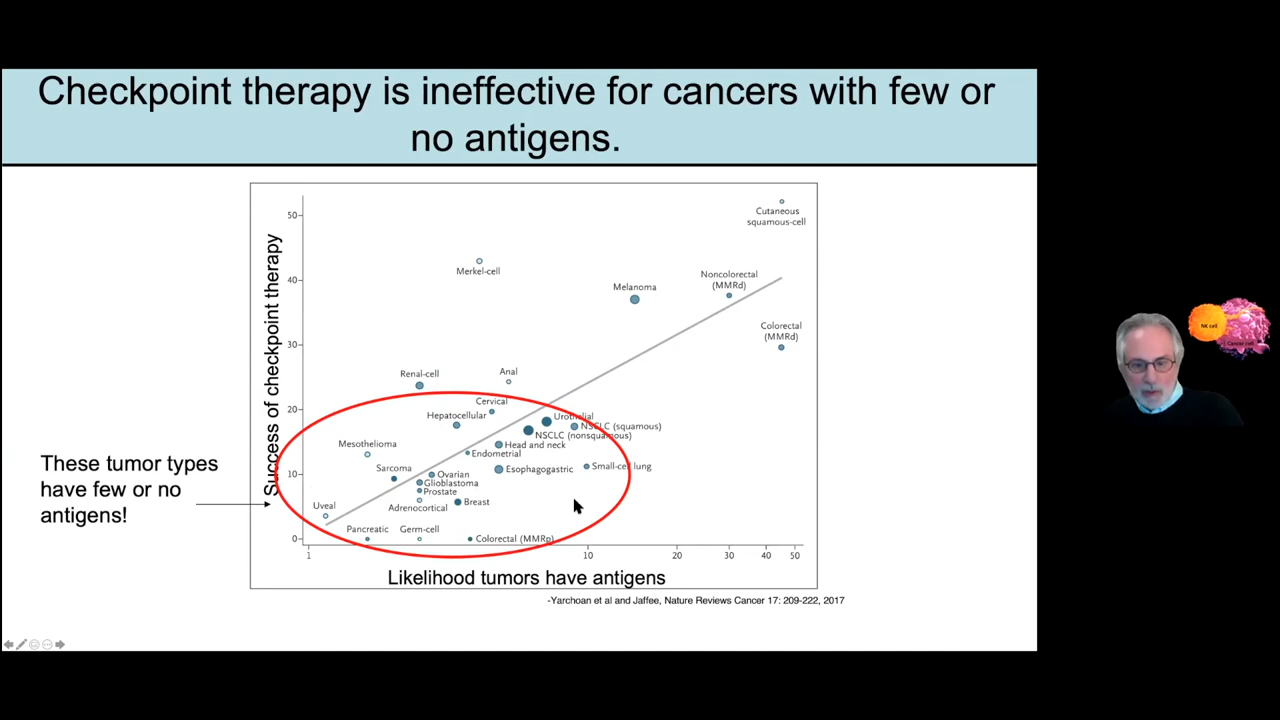 Checkpoint therapy is ineffective for cancers with few or
no antigens.
50
Cutaneous
squamous-cell
Merkel-cell
40
Melanoma
Noncolorectal
(MMRd)
Colorectal
(MMRd)
30
Renal-cell
Anal
20
Cervical
Hepatocellular
Urothelial
NSCLC (squamous)
NSCLC (nonsquamous)
Mesothelioma
Head and neck
Endometrial
Sarcoma
10
Ovarian
Esophagogastric
Small-cell lung
Glioblastoma
Prostate
Adrenocortical
Breast
Uveal
Pancreatic
Germ-cell
Colorectal (MMRp)
0
1
10
20
30
40
50
Success of checkpoint therapy
Likelihood tumors have antigens
These tumor types
have few or no
antigens!
-Yarchoan et al and Jaffee, Nature Reviews Cancer 17: 209-222, 2017
NK cell
Cancer cell